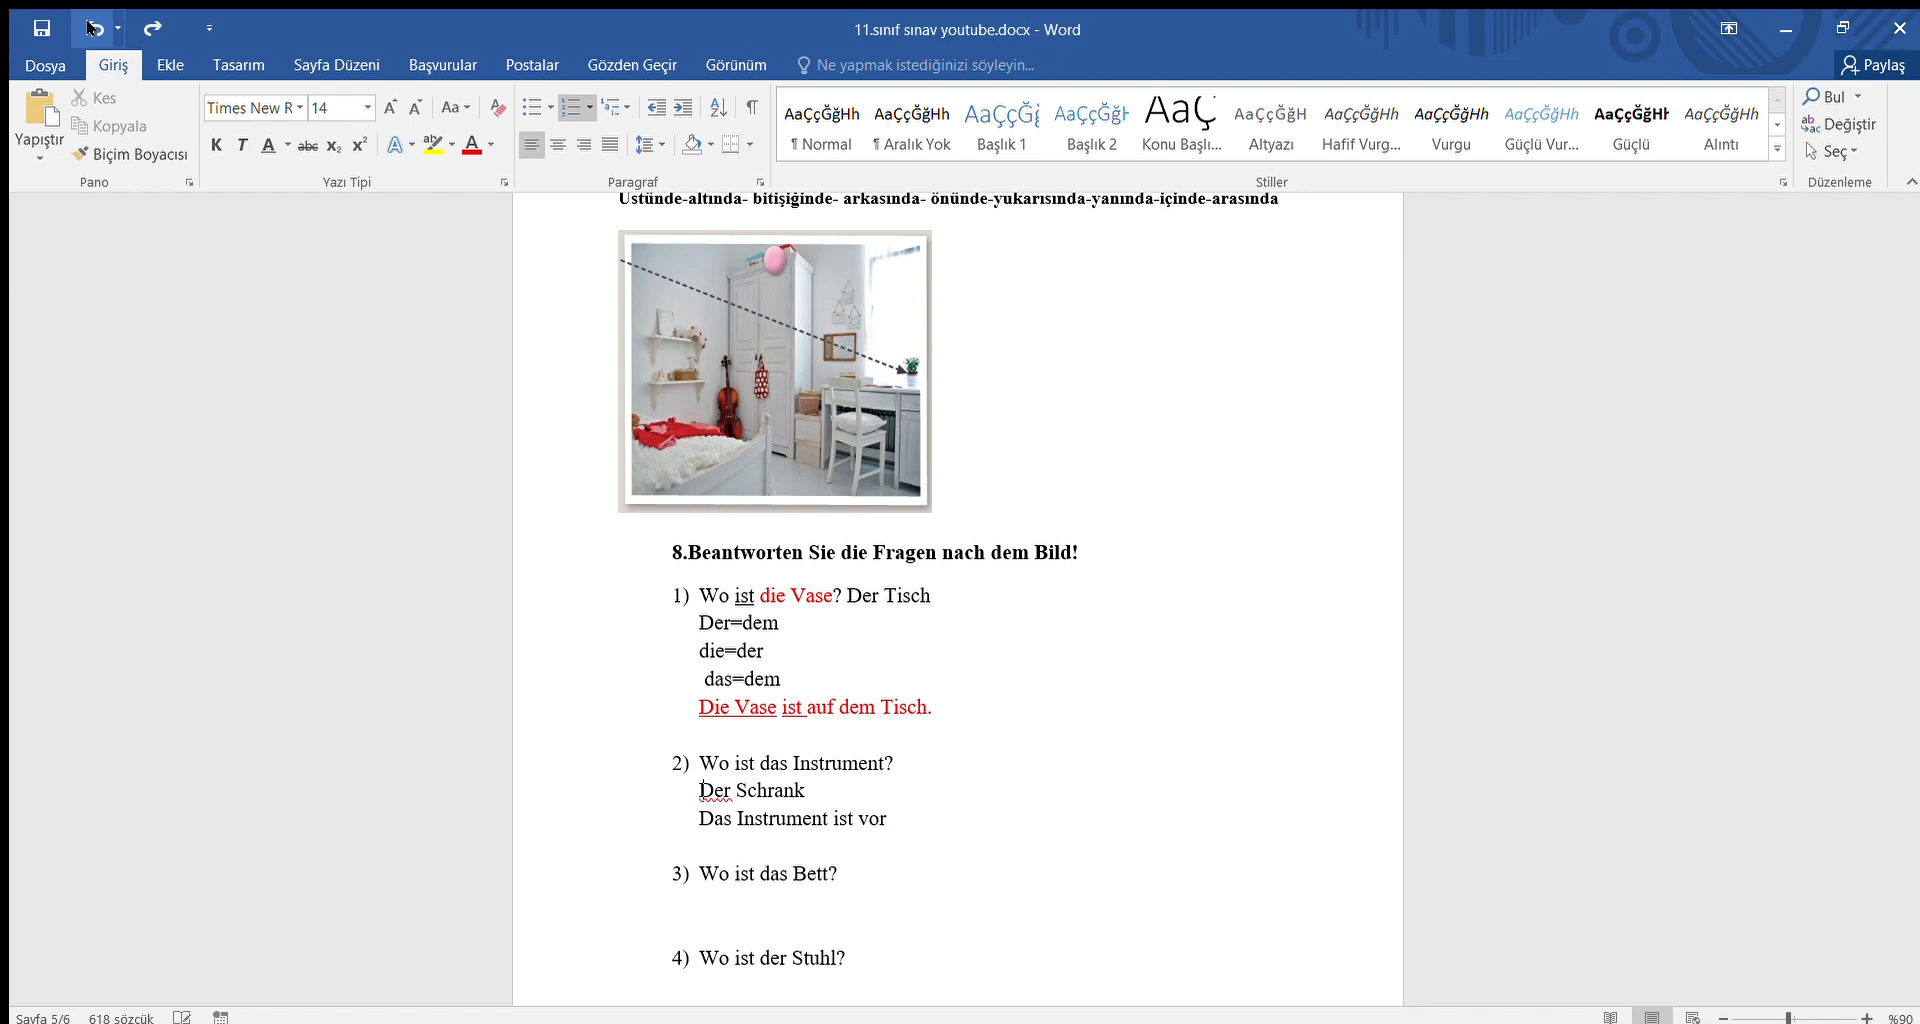 11.sınıf sınav youtube.docx - Word
Dosya Giriş Ekle Tasarım Sayfa Düzeni Başvurular Postalar Gözden Geçir Görünüm Ne yapmak istediğinizi söyleyin... Paylaş
Yapıştır
Kes
Kopyala
Biçim Boyacısı
Pano
Times New R 14
Aa
K T A abc x₂ x² A A
Yazı Tipi
Paragraf
AaÇçĞğHh AaÇçĞğHh AaÇçĞğ AaÇçĞğH AaÇ AaÇçĞğH AaÇçĞğHh AaÇçĞğHh AaÇçĞğHh AaÇçĞğHh AaÇçĞğHh
¶ Normal ¶ Aralık Yok Başlık 1 Başlık 2 Konu Başlı... Altyazı Hafif Vurg... Vurgu Güçlü Vur... Güçlü Alıntı
Stiller
Bul
Değiştir
Seç
Düzenleme
Üstünde-altında- bitişiğinde- arkasında- önünde-yukarısında-yanında-içinde-arasında
8.Beantworten Sie die Fragen nach dem Bild!
1) Wo ist die Vase? Der Tisch
Der=dem
die=der
das=dem
Die Vase ist auf dem Tisch.
2) Wo ist das Instrument?
Der Schrank
Das Instrument ist vor
3) Wo ist das Bett?
4) Wo ist der Stuhl?
Sayfa 5/6 618 sözcük %90